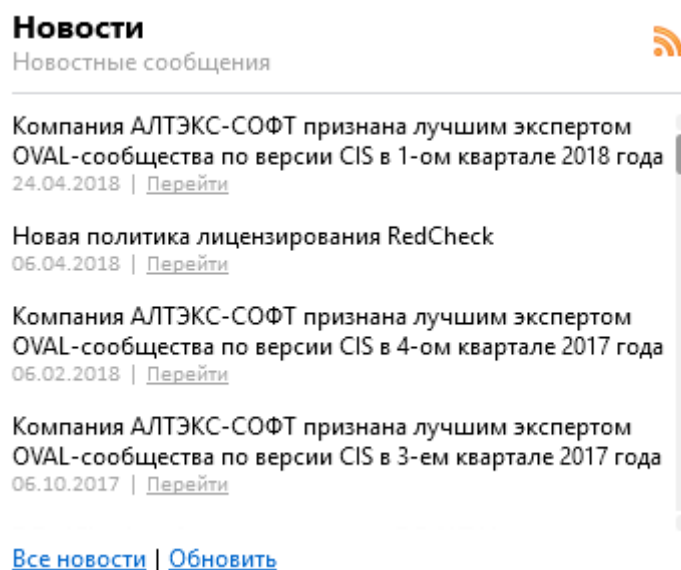 Новости
Новостные сообщения
Компания АЛТЭКС-СОФТ признана лучшим экспертом
OVAL-сообщества по версии CIS в 1-ом квартале 2018 года
24.04.2018 | Перейти
Новая политика лицензирования RedCheck
06.04.2018 | Перейти
Компания АЛТЭКС-СОФТ признана лучшим экспертом
OVAL-сообщества по версии CIS в 4-ом квартале 2017 года
06.02.2018 | Перейти
Компания АЛТЭКС-СОФТ признана лучшим экспертом
OVAL-сообщества по версии CIS в 3-ем квартале 2017 года
06.10.2017 | Перейти
Все новости | Обновить